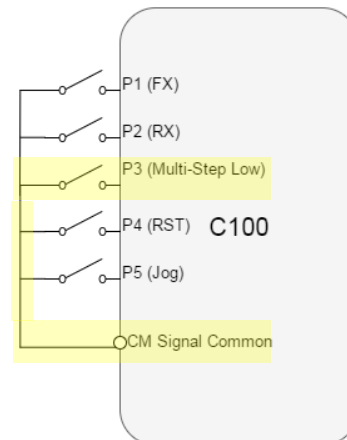 P1 (FX)
P2 (RX)
P3 (Multi-Step Low)
P4 (RST)
C100
P5 (Jog)
CM Signal Common